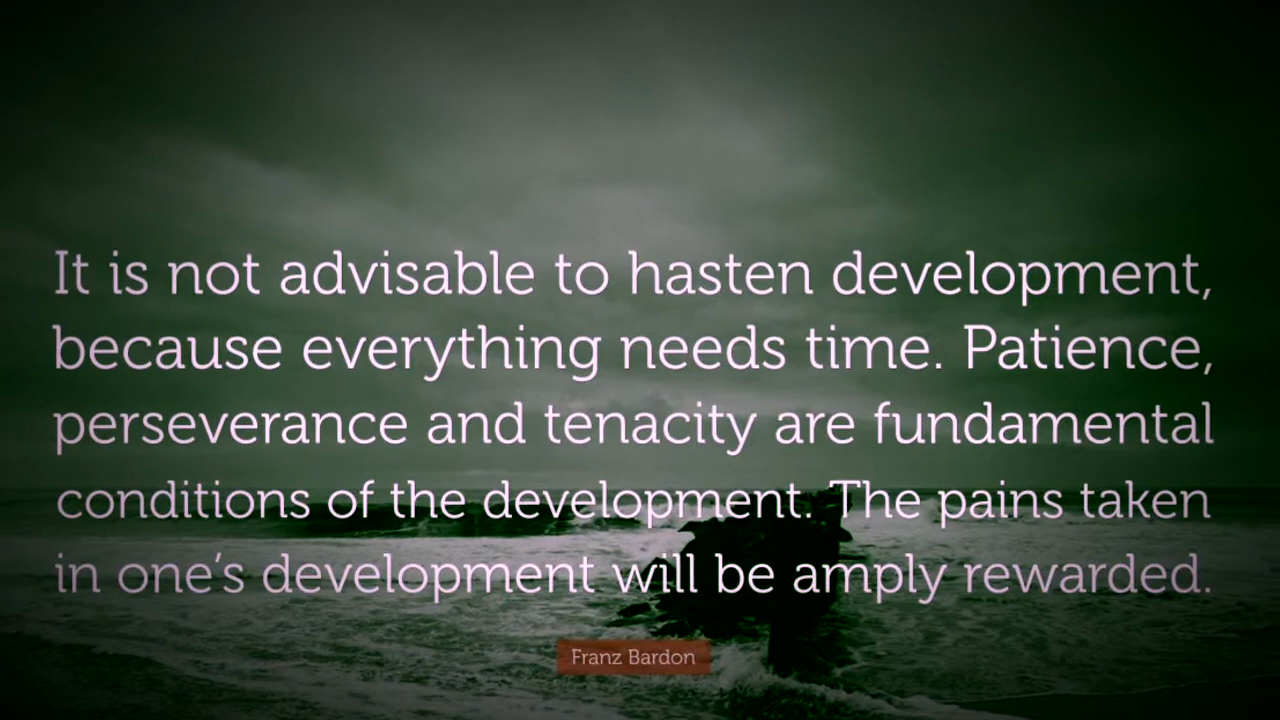 It is not advisable to hasten development,
because everything needs time. Patience,
perseverance and tenacity are fundamental
conditions of the development. The pains taken
in one’s development will be amply rewarded.
Franz Bardon